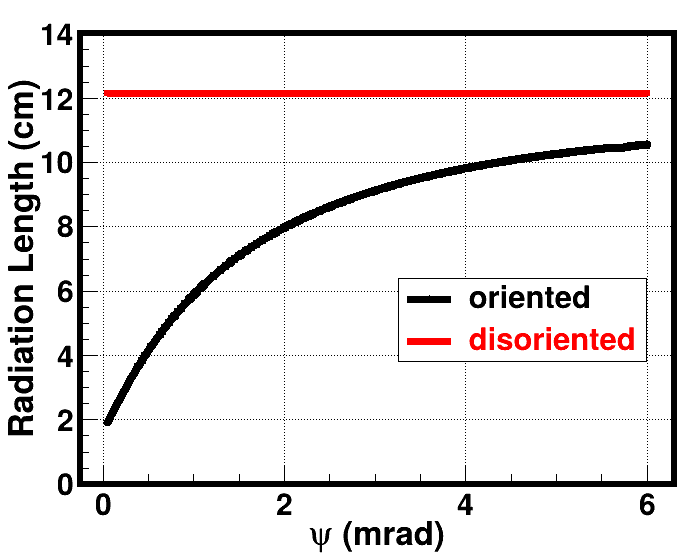 Radiation Length (cm)
14
12
10
8
6
4
2
0
oriented
disoriented
0 2 4 6
ψ (mrad)